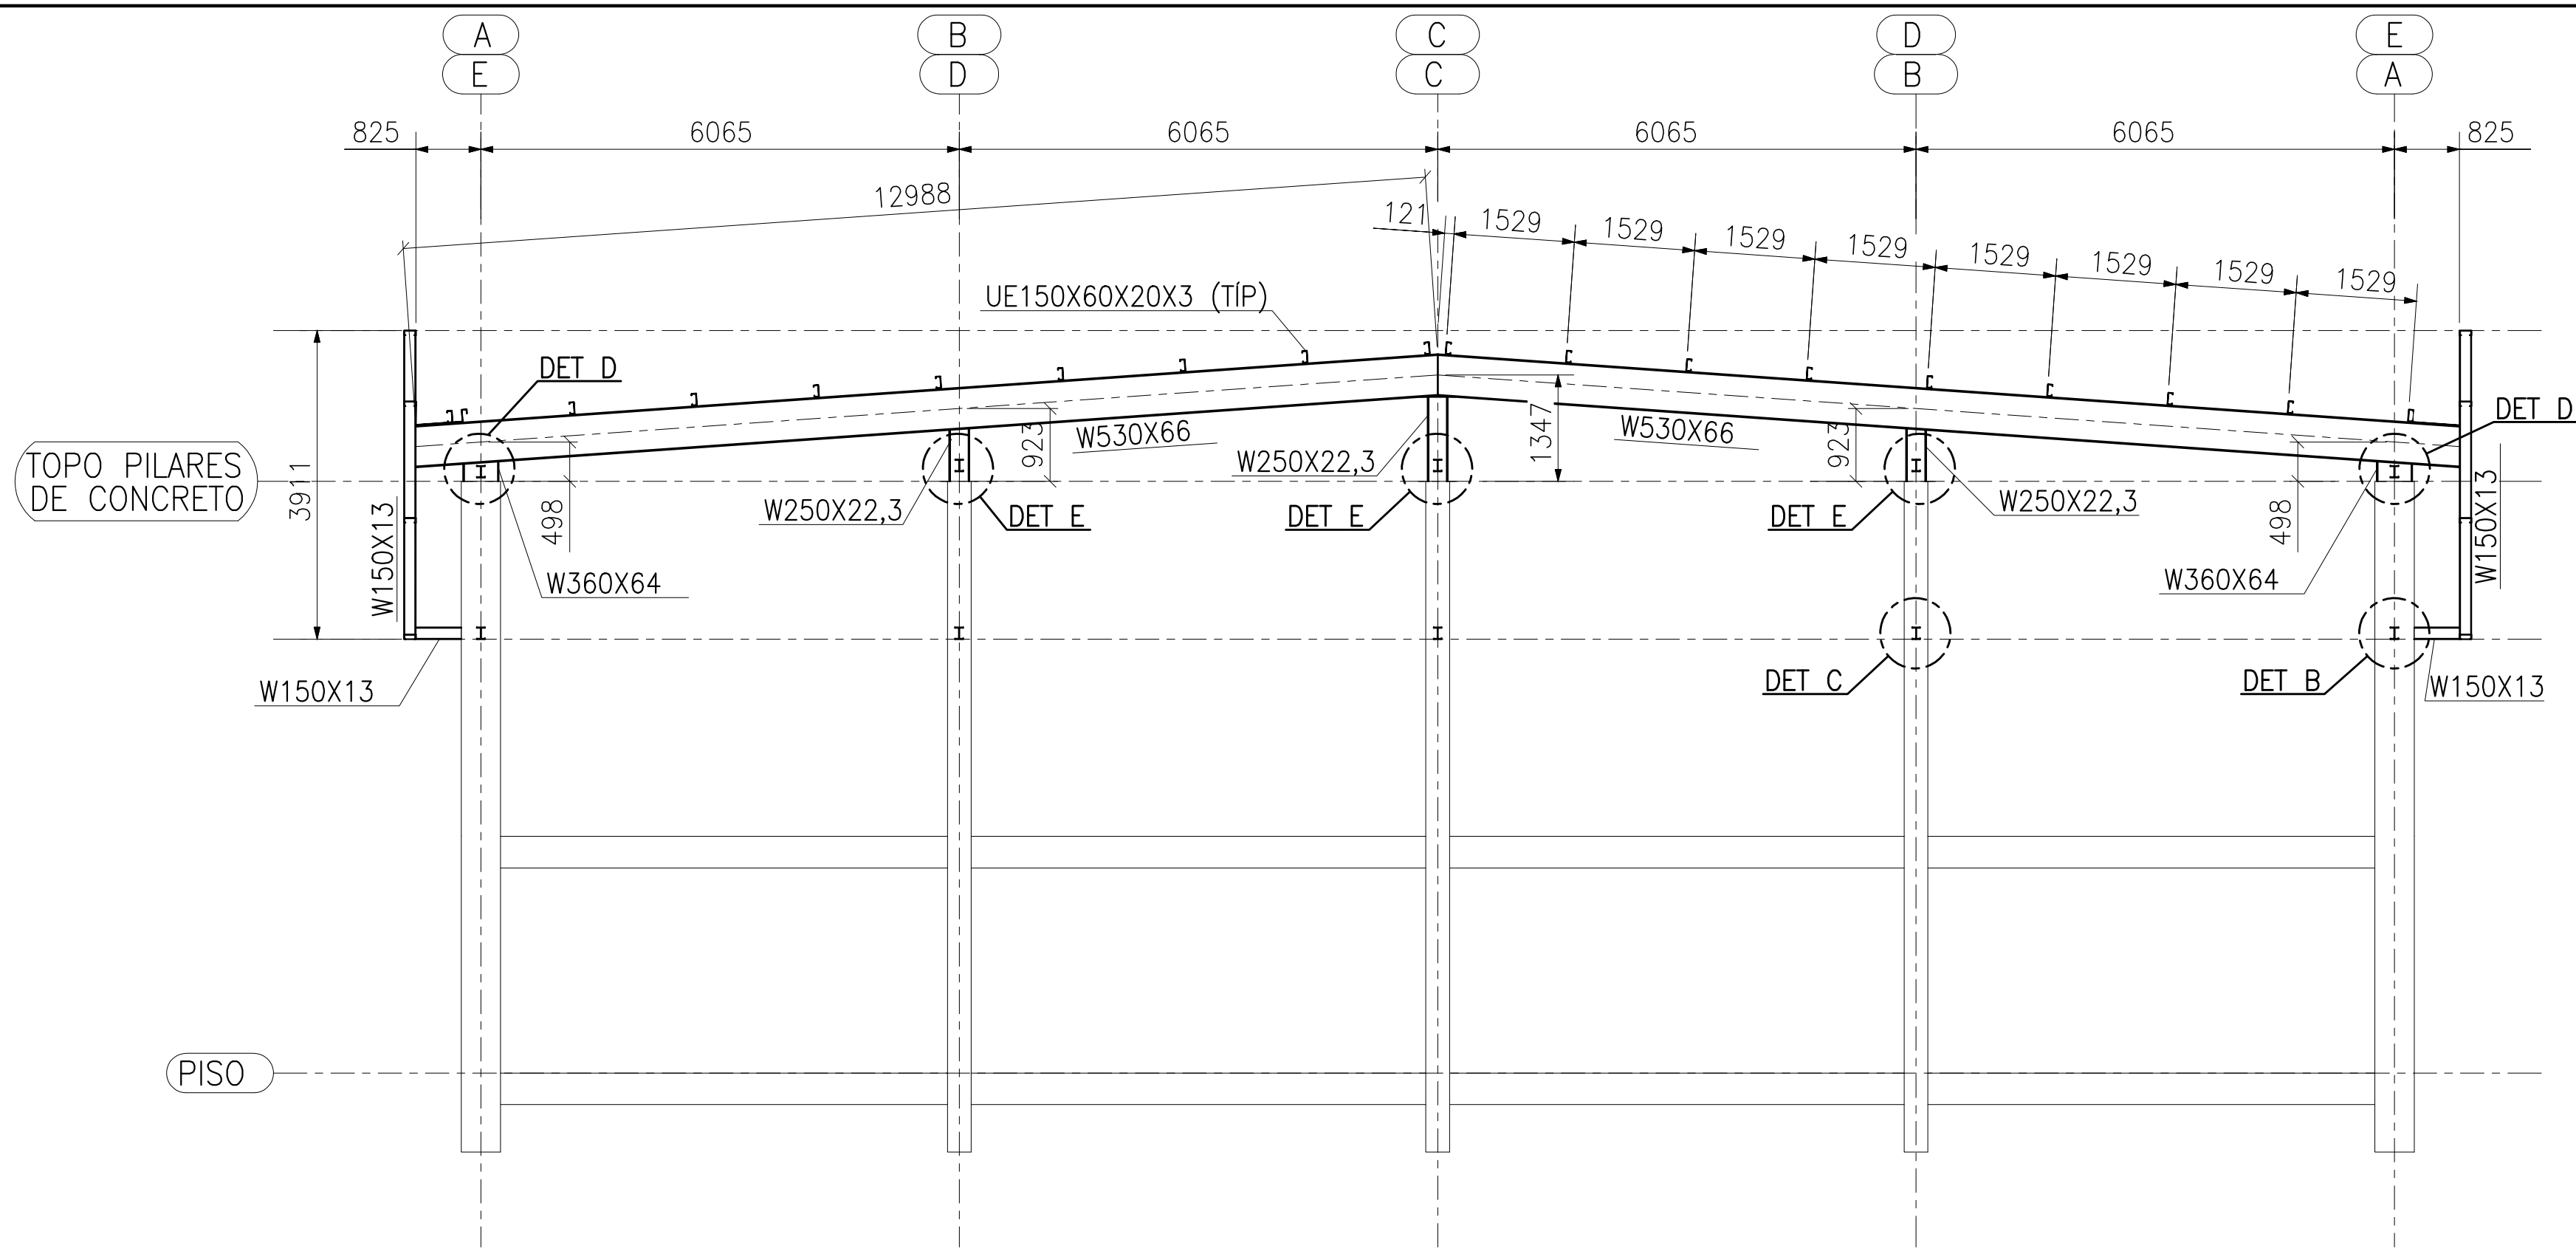 A
B
C
D
E
E
D
C
B
A
825
6065
6065
6065
6065
825
12988
121
1529
1529
1529
1529
1529
1529
1529
1529
UE150X60X20X3 (TÍP)
DET D
DET D
W530X66
W530X66
923
1347
923
W250X22,3
TOPO PILARES
DE CONCRETO
3911
W150X13
498
W250X22,3
DET E
DET E
DET E
W250X22,3
498
W150X13
W360X64
W360X64
W150X13
DET C
DET B
W150X13
PISO